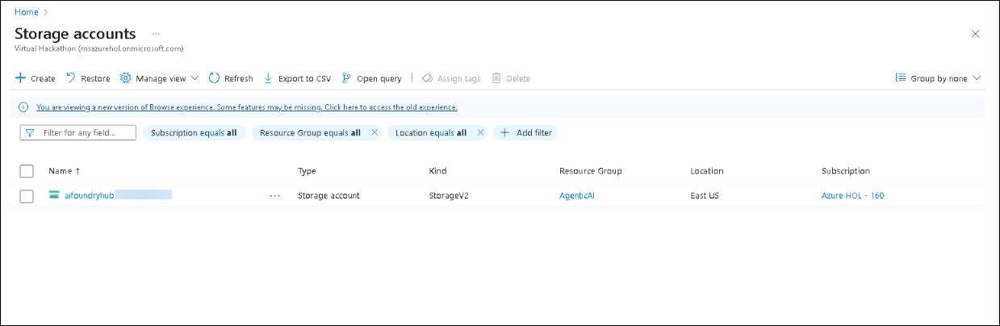 Home >
Storage accounts ...
Virtual Hackathon (msazurehol.onmicrosoft.com)
+ Create Restore Manage view Refresh Export to CSV Open query | Assign tags Delete Group by none
You are viewing a new version of Browse experience. Some features may be missing. Click here to access the old experience.
Filter for any field... Subscription equals all Resource Group equals all × Location equals all × + Add filter
Name ↑ Type Kind Resource Group Location Subscription
aifoundryhub ... Storage account StorageV2 AgenticAI East US Azure HOL - 160